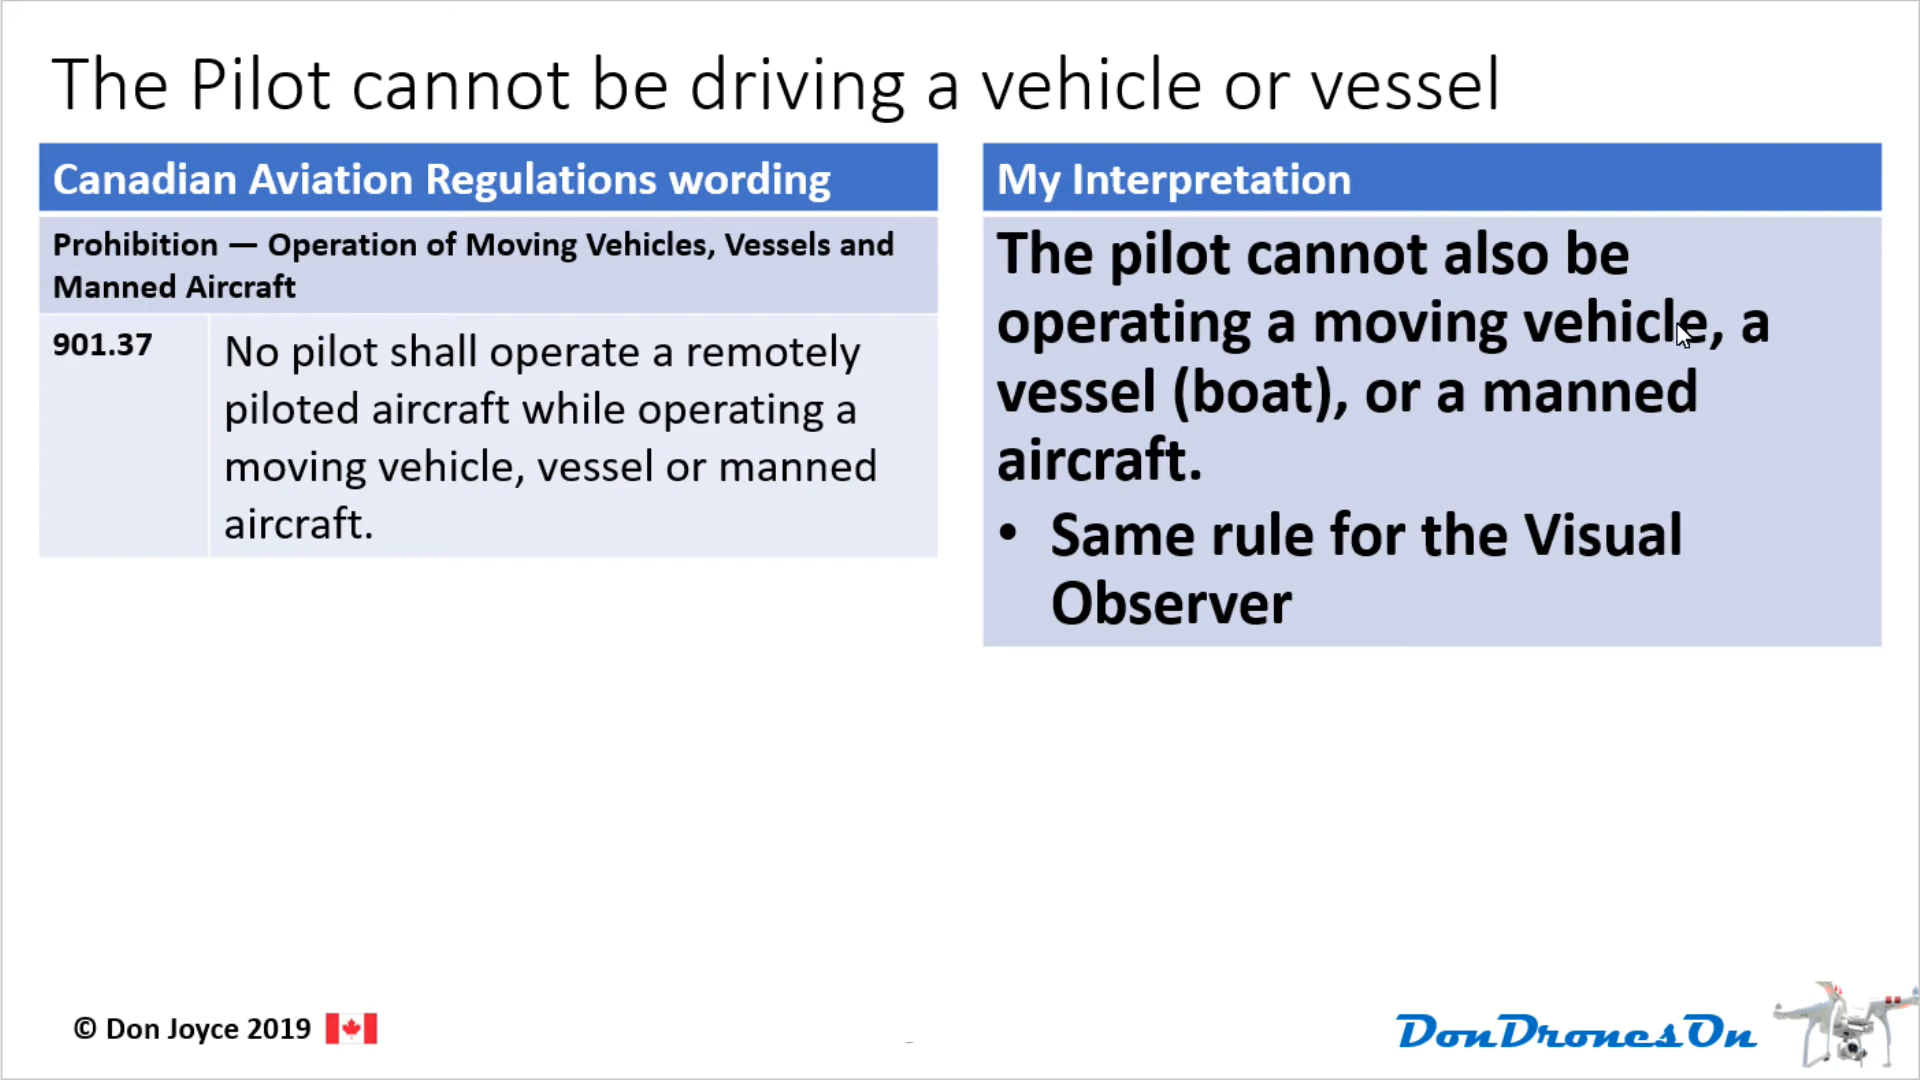 The Pilot cannot be driving a vehicle or vessel
Canadian Aviation Regulations wording
Prohibition — Operation of Moving Vehicles, Vessels and
Manned Aircraft
901.37
No pilot shall operate a remotely
piloted aircraft while operating a
moving vehicle, vessel or manned
aircraft.
My Interpretation
The pilot cannot also be
operating a moving vehicle, a
vessel (boat), or a manned
aircraft.
• Same rule for the Visual
Observer
© Don Joyce 2019
DonDronesOn